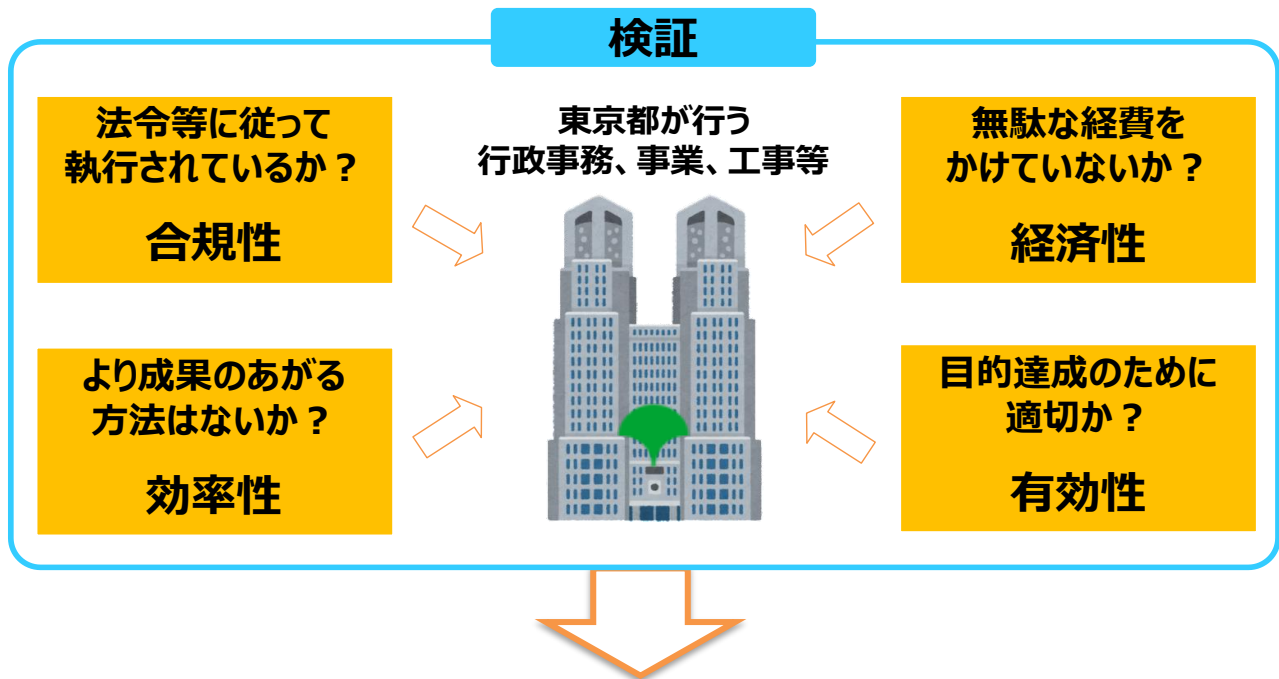 検証
法令等に従って
執行されているか？
合規性
東京都が行う
行政事務、事業、工事等
無駄な経費を
かけていないか？
経済性
より成果のあがる
方法はないか？
効率性
目的達成のために
適切か？
有効性